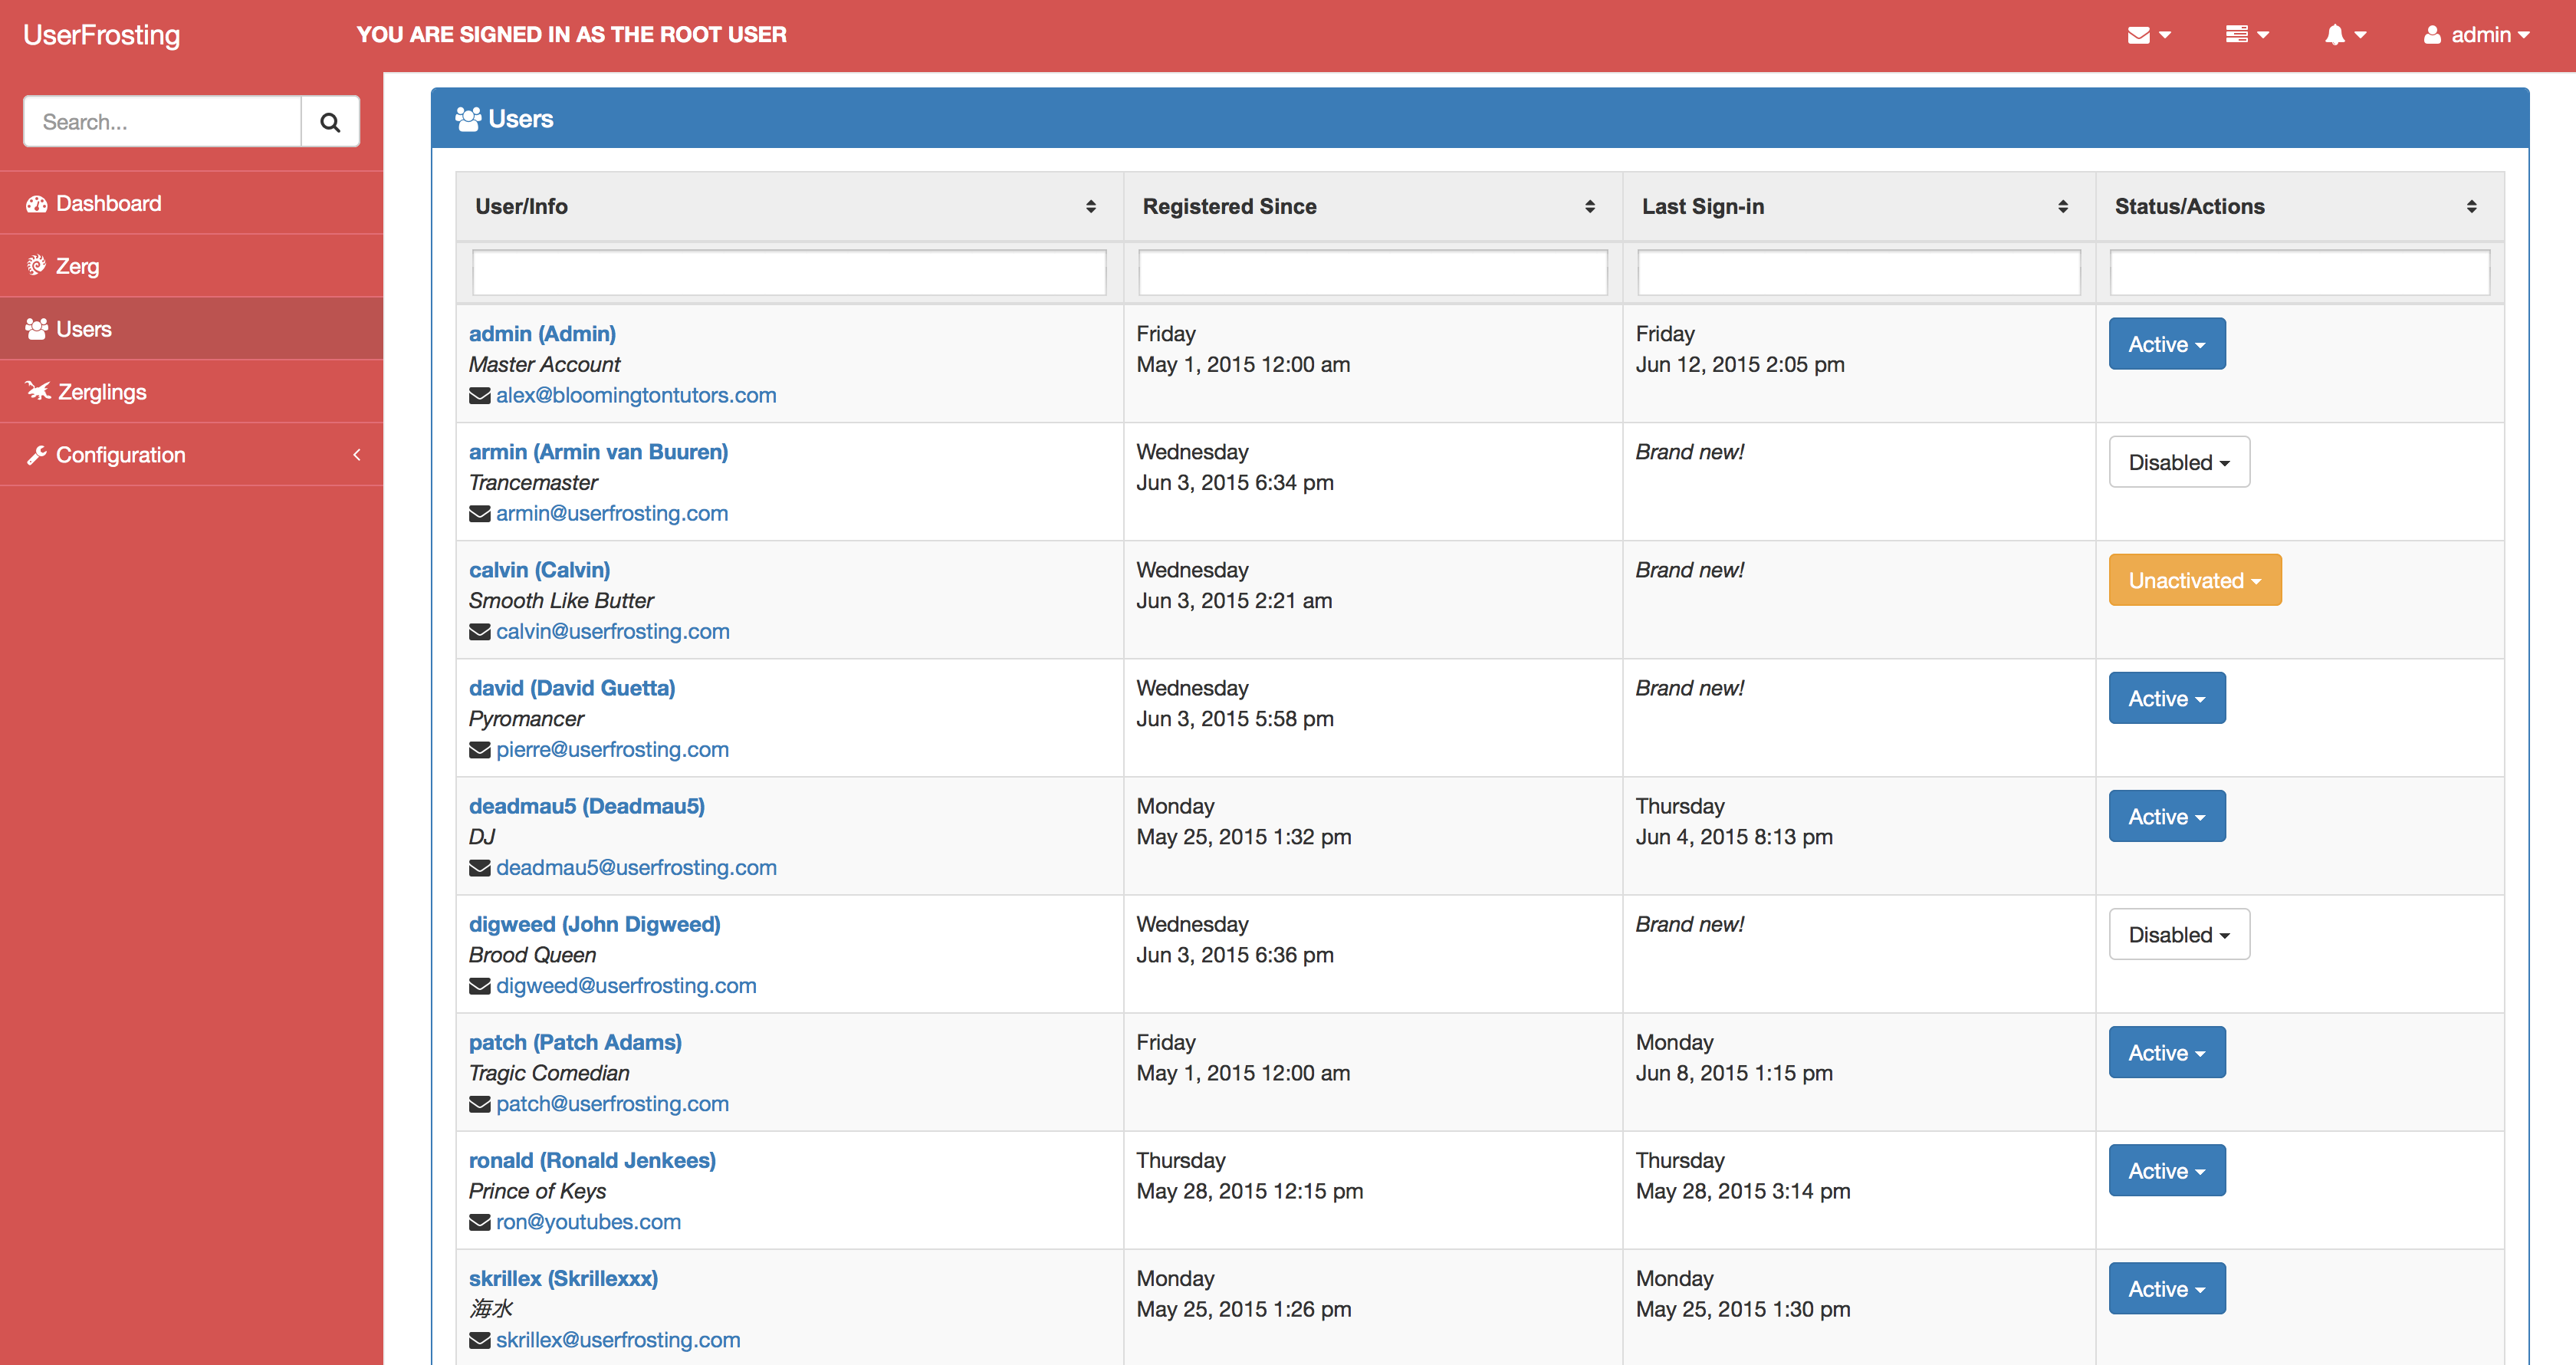 UserFrosting
YOU ARE SIGNED IN AS THE ROOT USER
admin
Search...
Dashboard
Zerg
Users
Zerglings
Configuration
Users
User/Info
Registered Since
Last Sign-in
Status/Actions
admin (Admin)
Master Account
alex@bloomingtontutors.com
Friday
May 1, 2015 12:00 am
Friday
Jun 12, 2015 2:05 pm
Active
armin (Armin van Buuren)
Trancemaster
armin@userfrosting.com
Wednesday
Jun 3, 2015 6:34 pm
Brand new!
Disabled
calvin (Calvin)
Smooth Like Butter
calvin@userfrosting.com
Wednesday
Jun 3, 2015 2:21 am
Brand new!
Unactivated
david (David Guetta)
Pyromancer
pierre@userfrosting.com
Wednesday
Jun 3, 2015 5:58 pm
Brand new!
Active
deadmau5 (Deadmau5)
DJ
deadmau5@userfrosting.com
Monday
May 25, 2015 1:32 pm
Thursday
Jun 4, 2015 8:13 pm
Active
digweed (John Digweed)
Brood Queen
digweed@userfrosting.com
Wednesday
Jun 3, 2015 6:36 pm
Brand new!
Disabled
patch (Patch Adams)
Tragic Comedian
patch@userfrosting.com
Friday
May 1, 2015 12:00 am
Monday
Jun 8, 2015 1:15 pm
Active
ronald (Ronald Jenkees)
Prince of Keys
ron@youtubes.com
Thursday
May 28, 2015 12:15 pm
Thursday
May 28, 2015 3:14 pm
Active
skrillex (Skrillexxx)
海水
skrillex@userfrosting.com
Monday
May 25, 2015 1:26 pm
Monday
May 25, 2015 1:30 pm
Active